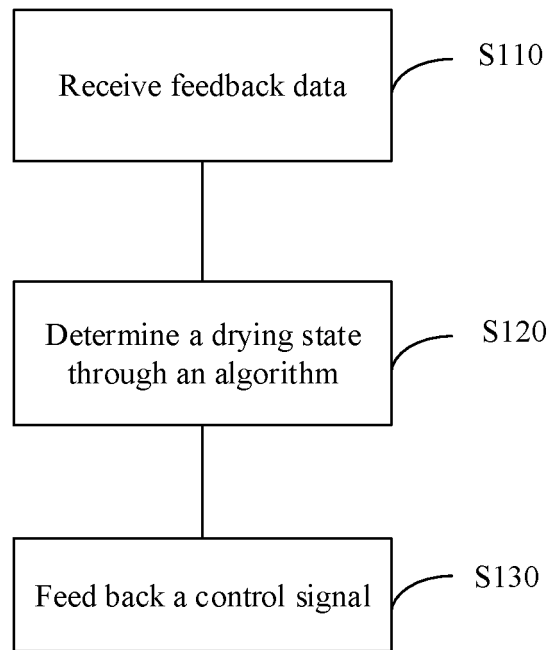 Receive feedback data
S110
Determine a drying state
through an algorithm
S120
Feed back a control signal
S130